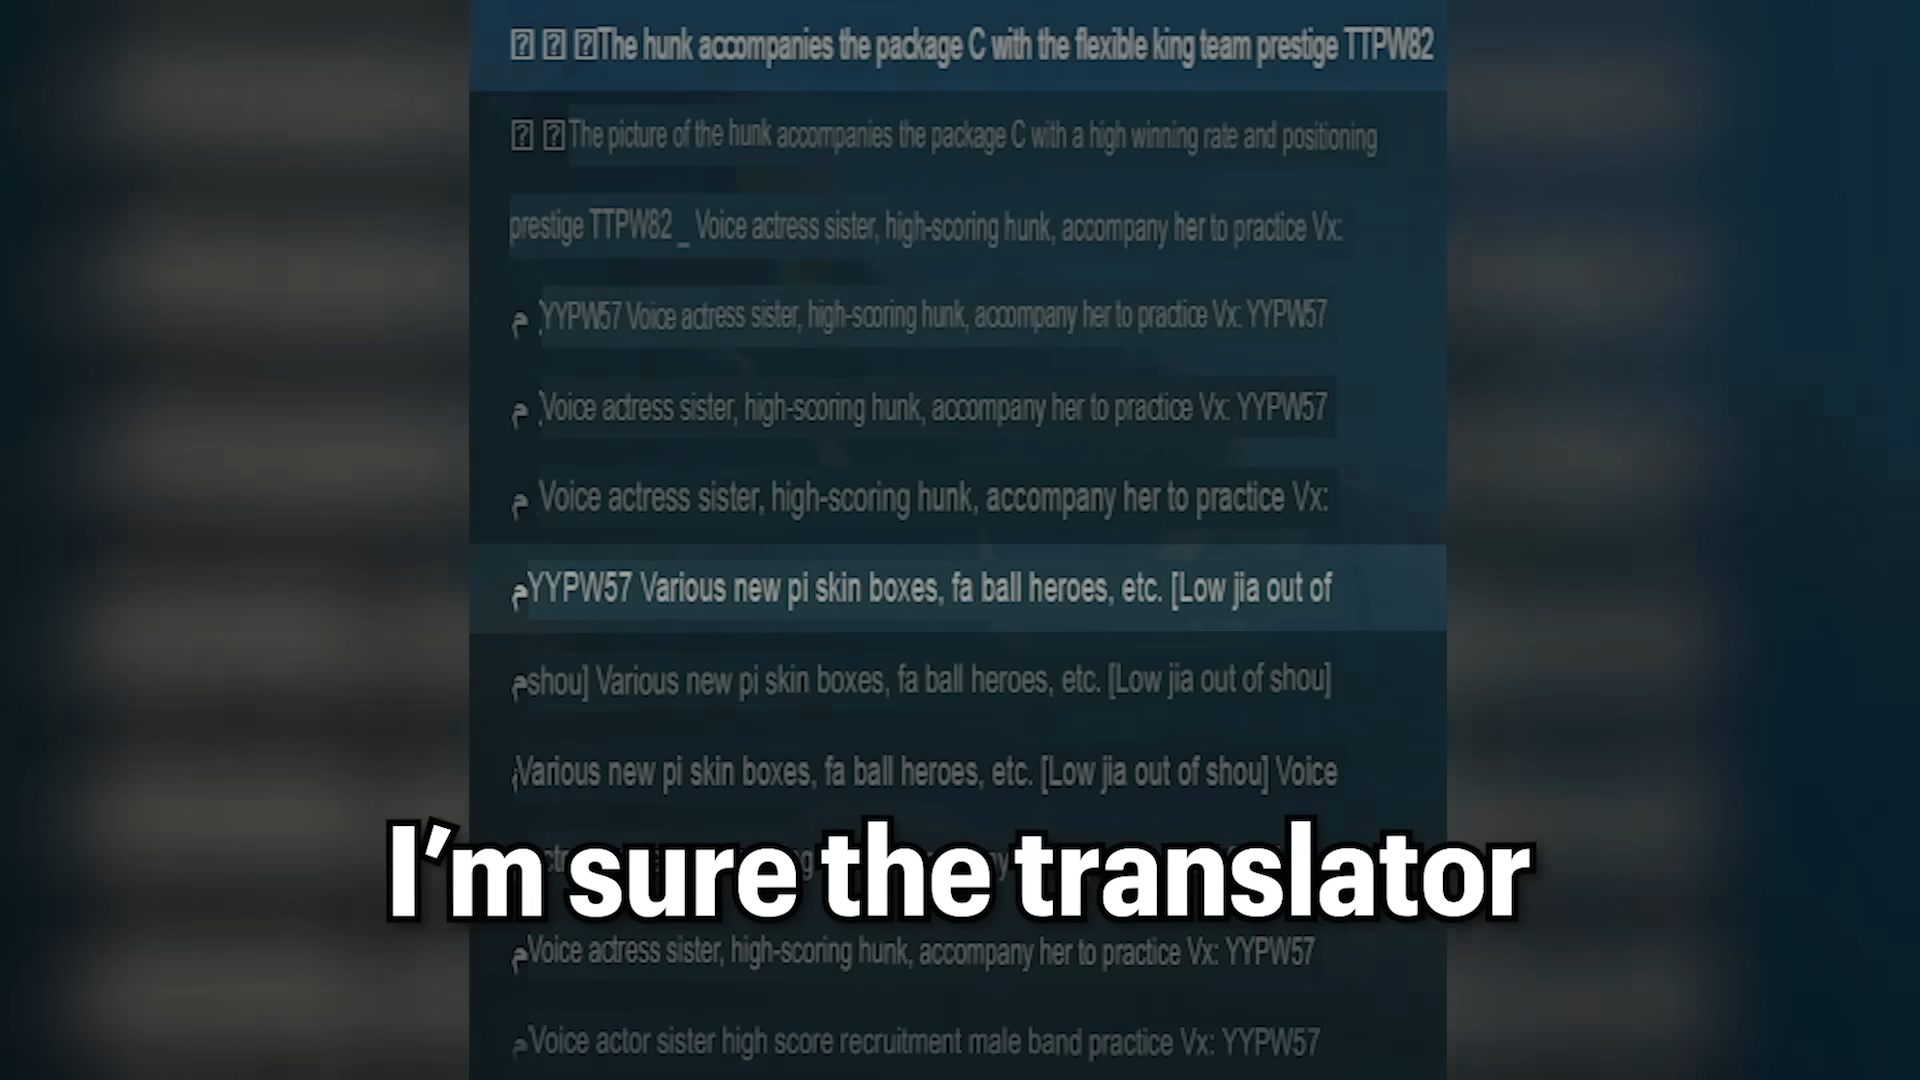 The hunk accompanies the package C with the flexible king team prestige TTPW82
The picture of the hunk accompanies the package C with a high winning rate and positioning
prestige TTPW82 _ Voice actress sister, high-scoring hunk, accompany her to practice Vx:
م YYPW57 Voice actress sister, high-scoring hunk, accompany her to practice Vx: YYPW57
م Voice actress sister, high-scoring hunk, accompany her to practice Vx: YYPW57
م Voice actress sister, high-scoring hunk, accompany her to practice Vx:
م YYPW57 Various new pi skin boxes, fa ball heroes, etc. [Low jia out of
م shou] Various new pi skin boxes, fa ball heroes, etc. [Low jia out of shou]
Various new pi skin boxes, fa ball heroes, etc. [Low jia out of shou] Voice
I'm sure the translator
م Voice actress sister, high-scoring hunk, accompany her to practice Vx: YYPW57
م Voice actor sister high score recruitment male band practice Vx: YYPW57